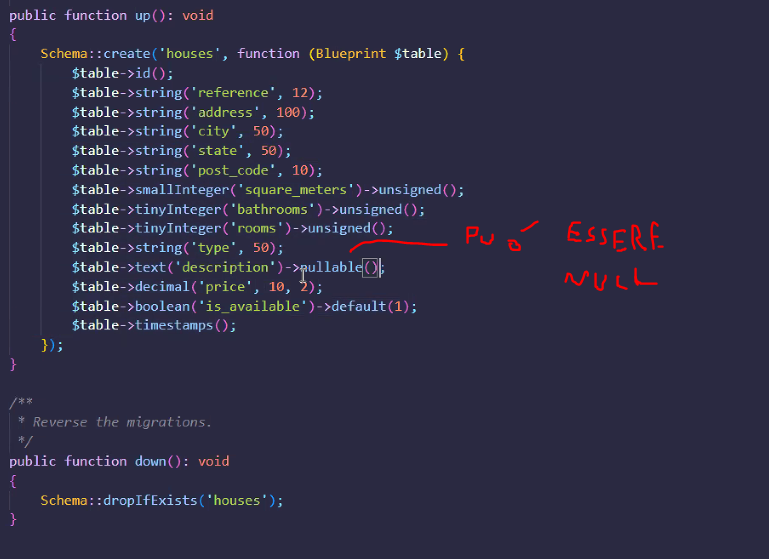 public function up(): void
{
Schema::create('houses', function (Blueprint $table) {
$table->id();
$table->string('reference', 12);
$table->string('address', 100);
$table->string('city', 50);
$table->string('state', 50);
$table->string('post_code', 10);
$table->smallInteger('square_meters')->unsigned();
$table->tinyInteger('bathrooms')->unsigned();
$table->tinyInteger('rooms')->unsigned();
$table->string('type', 50);
$table->text('description')->nullable();
$table->decimal('price', 10, 2);
$table->boolean('is_available')->default(1);
$table->timestamps();
});
}
/**
* Reverse the migrations.
*/
public function down(): void
{
Schema::dropIfExists('houses');
}
PUÒ ESSERE
NULL